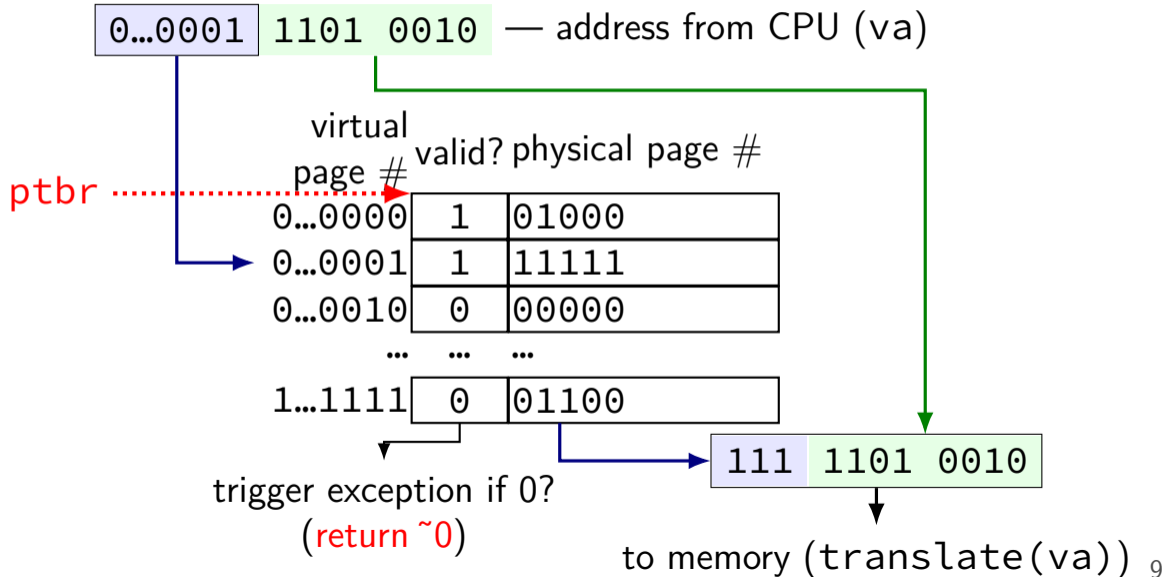 0…0001 1101 0010 — address from CPU (va)
virtual
page # valid? physical page #
ptbr
0…0000 1 01000
0…0001 1 11111
0…0010 0 00000
… … …
1…1111 0 01100
111 1101 0010
trigger exception if 0?
(return ~0)
to memory (translate(va))
9